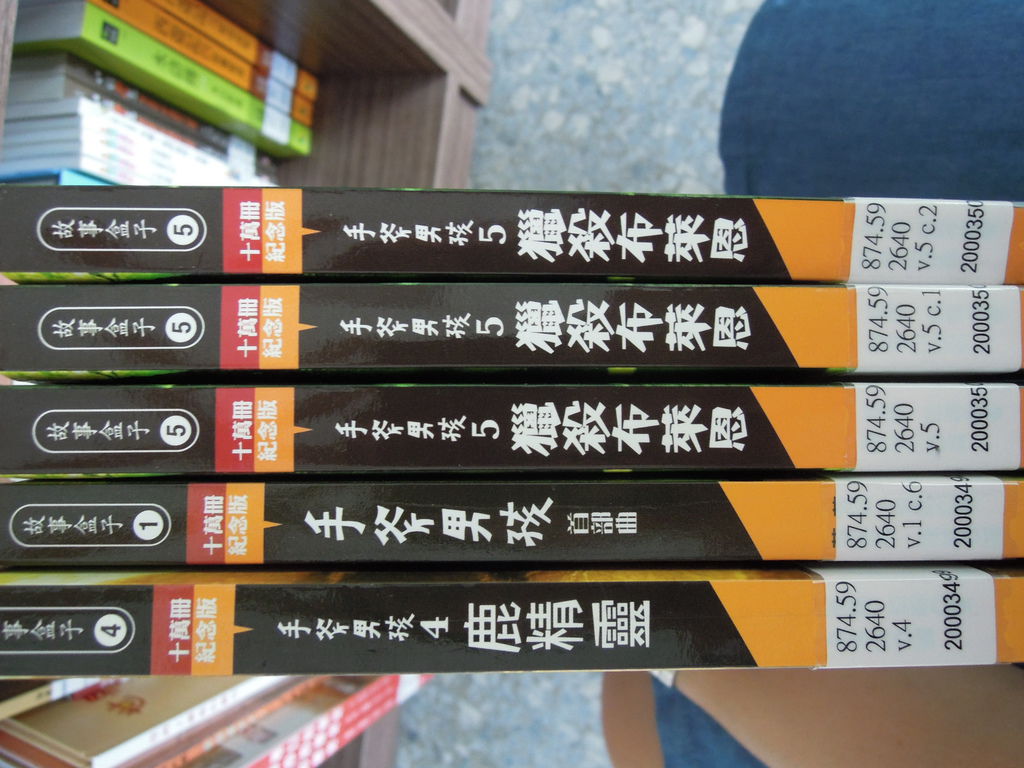 故事盒子 5
十萬冊
紀念版
手斧男孩 5 獵殺布萊恩
874.59
2640
v.5 c.2
2000350
故事盒子 5
十萬冊
紀念版
手斧男孩 5 獵殺布萊恩
874.59
2640
v.5 c.1
200035
故事盒子 5
十萬冊
紀念版
手斧男孩 5 獵殺布萊恩
874.59
2640
v.5
200035
故事盒子 1
十萬冊
紀念版
手斧男孩 首部曲
874.59
2640
v.1 c.6
200034
事盒子 4
十萬冊
紀念版
手斧男孩 4 鹿精靈
874.59
2640
v.4
2000349